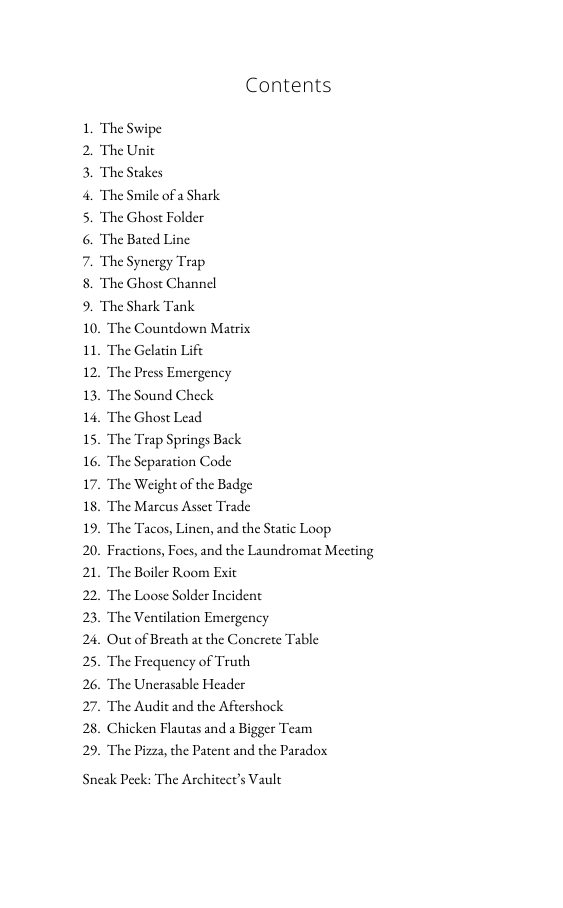 Contents
1. The Swipe
2. The Unit
3. The Stakes
4. The Smile of a Shark
5. The Ghost Folder
6. The Bated Line
7. The Synergy Trap
8. The Ghost Channel
9. The Shark Tank
10. The Countdown Matrix
11. The Gelatin Lift
12. The Press Emergency
13. The Sound Check
14. The Ghost Lead
15. The Trap Springs Back
16. The Separation Code
17. The Weight of the Badge
18. The Marcus Asset Trade
19. The Tacos, Linen, and the Static Loop
20. Fractions, Foes, and the Laundromat Meeting
21. The Boiler Room Exit
22. The Loose Solder Incident
23. The Ventilation Emergency
24. Out of Breath at the Concrete Table
25. The Frequency of Truth
26. The Unerasable Header
27. The Audit and the Aftershock
28. Chicken Flautas and a Bigger Team
29. The Pizza, the Patent and the Paradox
Sneak Peek: The Architect’s Vault